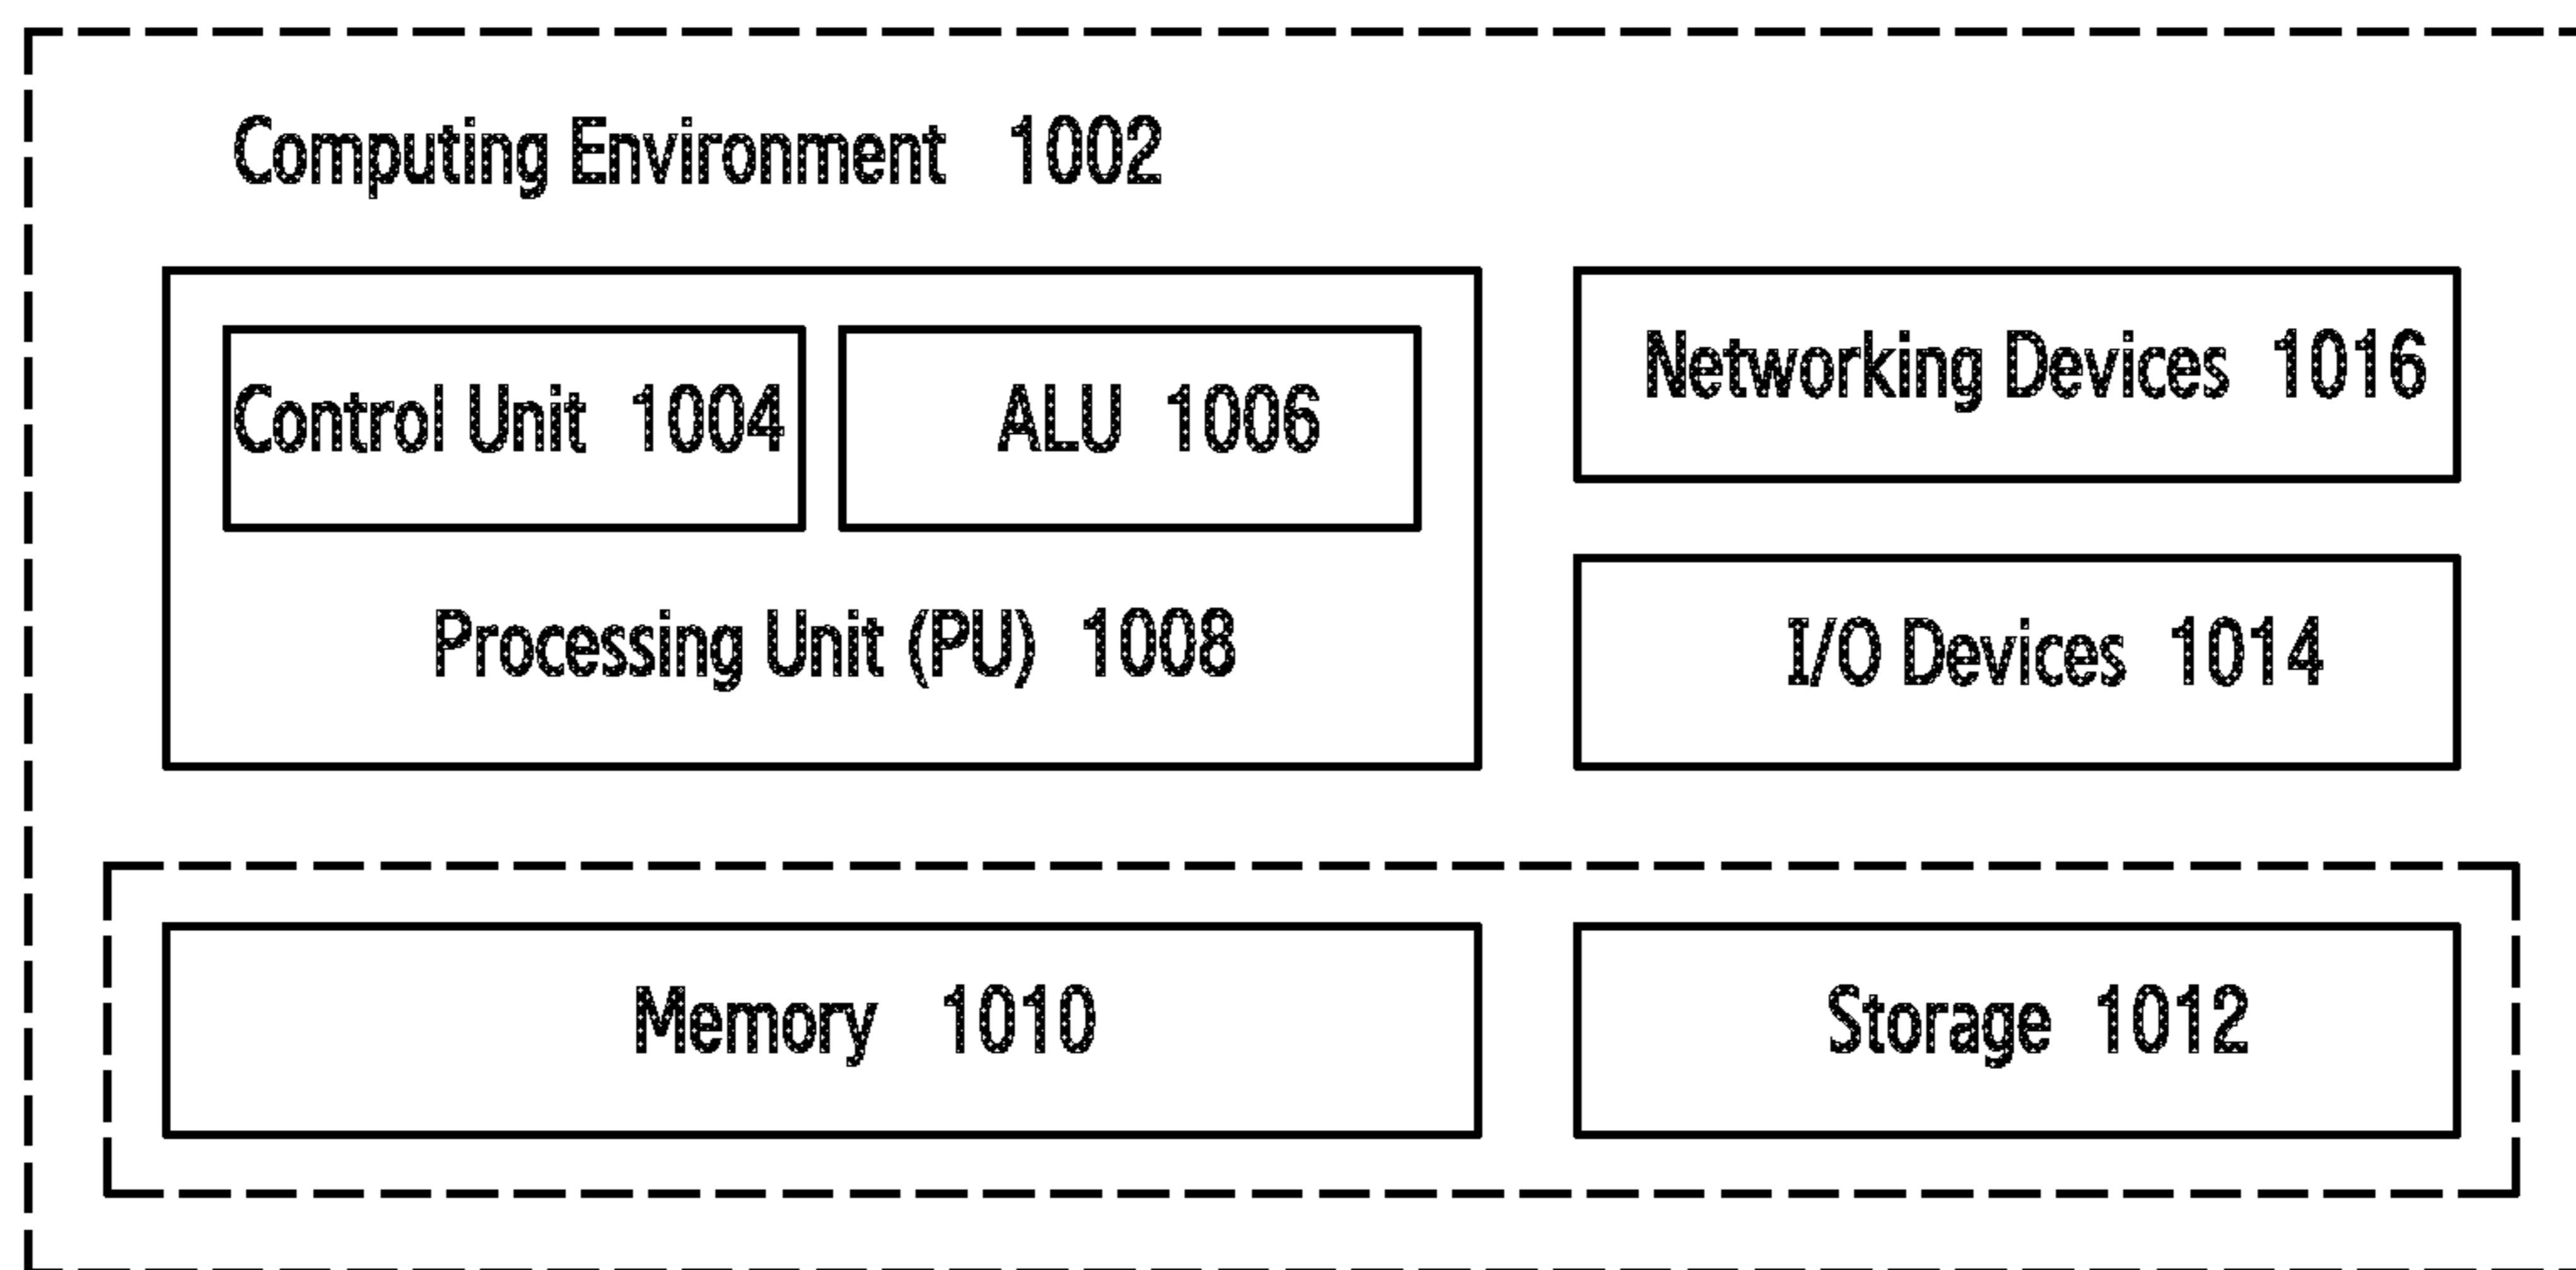 Computing Environment 1002
Control Unit 1004
ALU 1006
Processing Unit (PU) 1008
Networking Devices 1016
I/O Devices 1014
Memory 1010
Storage 1012